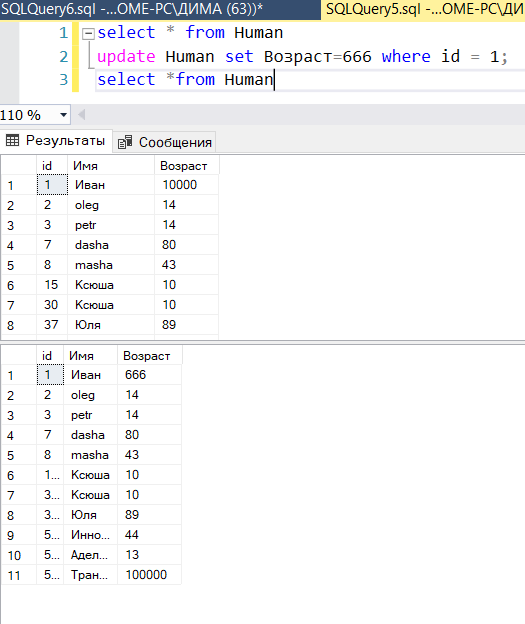 SQLQuery6.sql -...OME-PC\ДИМА (63))* SQLQuery5.sql -...OME-PC\ДИ
1 select * from Human
2 update Human set Возраст=666 where id = 1;
3 select *from Human
110 %
Результаты Сообщения
id Имя Возраст
1 1 Иван 10000
2 2 oleg 14
3 3 petr 14
4 7 dasha 80
5 8 masha 43
6 15 Ксюша 10
7 30 Ксюша 10
8 37 Юля 89
id Имя Возраст
1 1 Иван 666
2 2 oleg 14
3 3 petr 14
4 7 dasha 80
5 8 masha 43
6 1... Ксюша 10
7 3... Ксюша 10
8 3... Юля 89
9 5... Инно... 44
10 5... Адел... 13
11 5... Тран... 100000